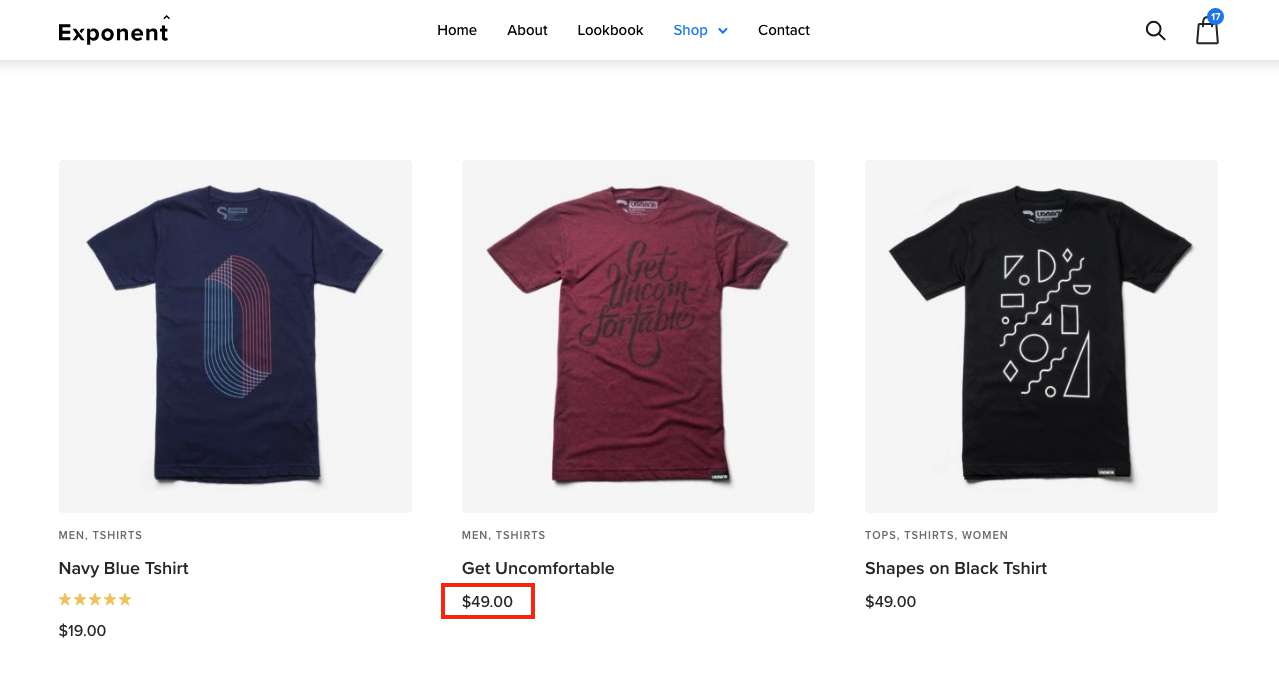 Exponent
Home About Lookbook Shop Contact
17
Get
Uncom-
fortable
MEN, TSHIRTS
Navy Blue Tshirt
$19.00
MEN, TSHIRTS
Get Uncomfortable
$49.00
TOPS, TSHIRTS, WOMEN
Shapes on Black Tshirt
$49.00